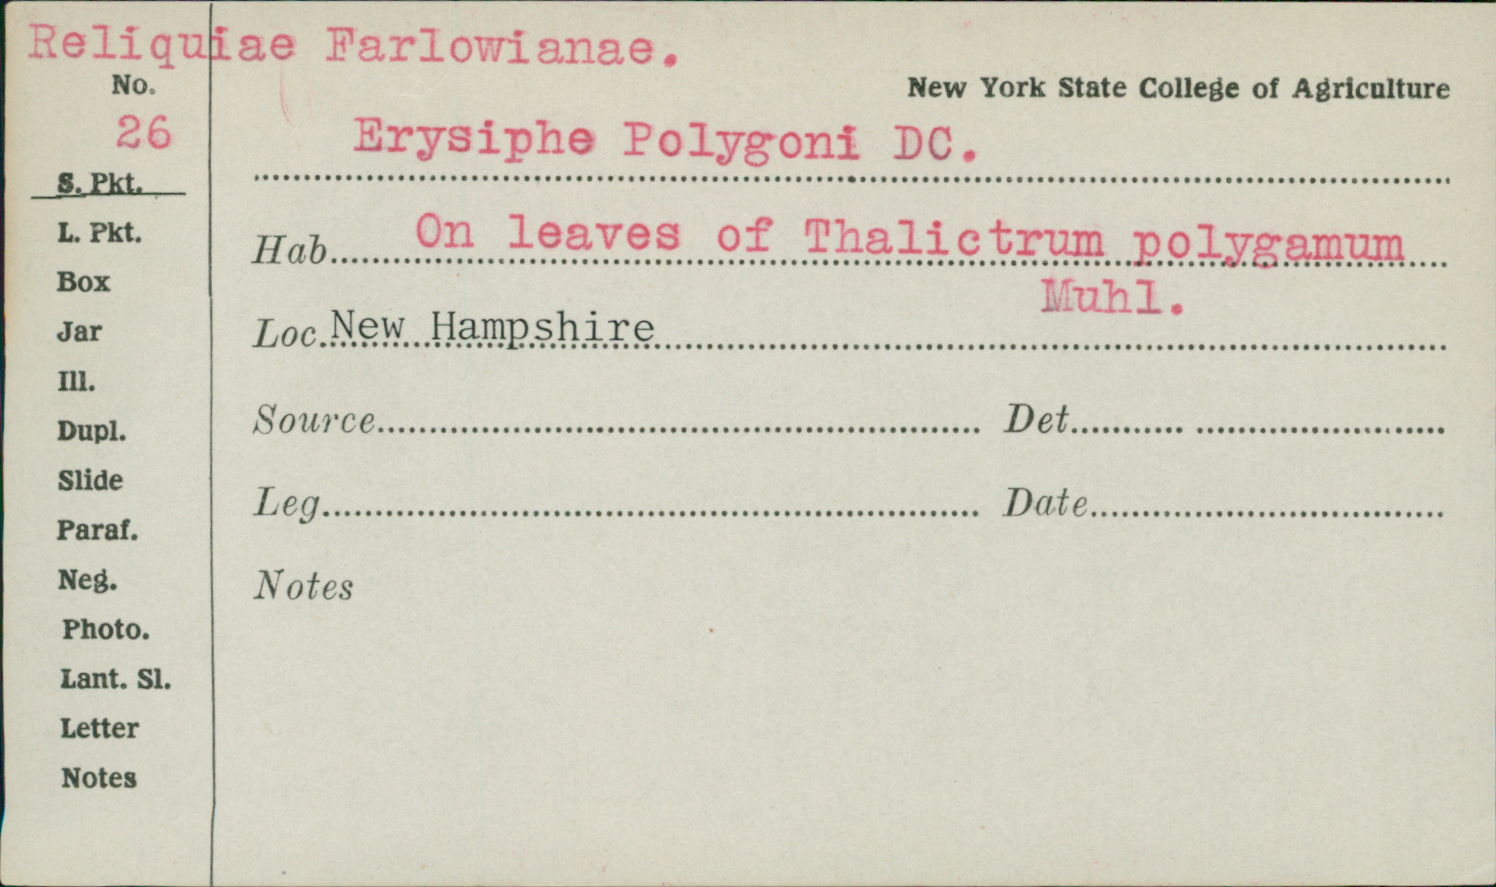 Reliquiae Farlowianae.
No.
New York State College of Agriculture
26
Erysiphe Polygoni DC.
S. Pkt.
L. Pkt.
Hab. On leaves of Thalictrum polygamum
Muhl.
Box
Jar
Loc. New Hampshire
Ill.
Dupl.
Source Det.
Slide
Leg. Date
Paraf.
Neg.
Notes
Photo.
Lant. Sl.
Letter
Notes